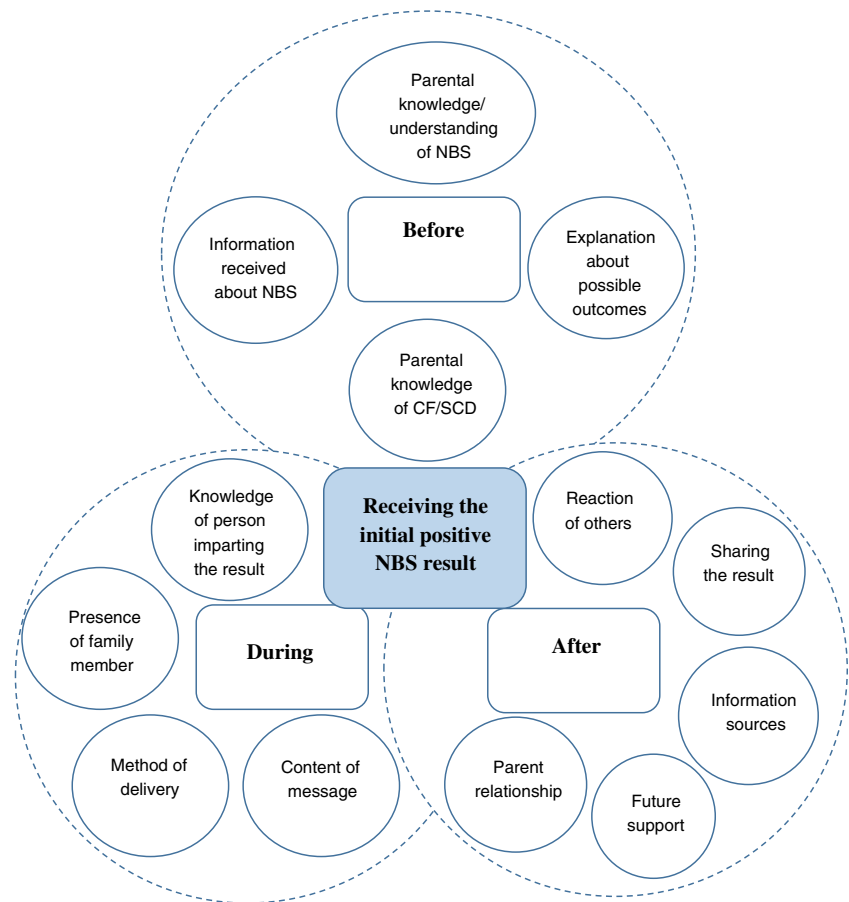 Parental
knowledge/
understanding
of NBS
Before
Information
received
about NBS
Explanation
about
possible
outcomes
Parental
knowledge
of CF/SCD
Receiving the
initial positive
NBS result
Knowledge
of person
imparting
the result
Presence
of family
member
During
Method of
delivery
Content of
message
Reaction
of others
Sharing
the result
After
Information
sources
Parent
relationship
Future
support